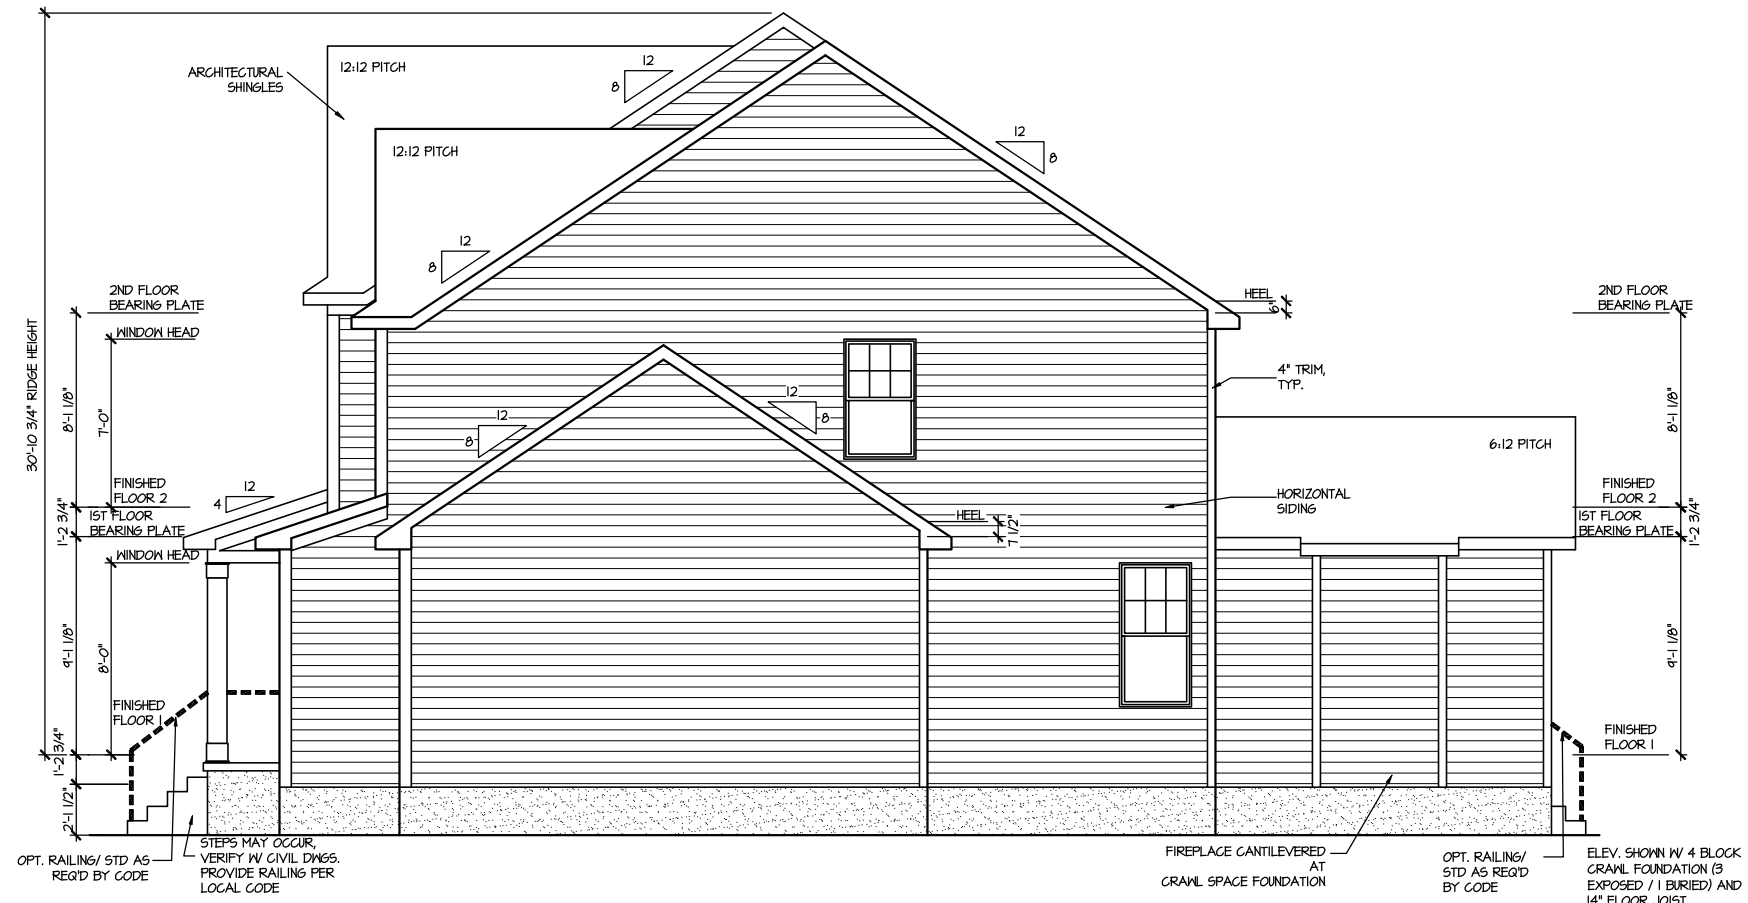 12:12 PITCH
12
8
ARCHITECTURAL
SHINGLES
12
8
12:12 PITCH
12
8
2ND FLOOR
BEARING PLATE
WINDOW HEAD
HEEL
6"
2ND FLOOR
BEARING PLATE
30'-10 3/4" RIDGE HEIGHT
8'-1 1/8"
7'-0"
4" TRIM,
TYP.
8'-1 1/8"
12
8
12
8
6:12 PITCH
FINISHED
FLOOR 2
12
4
HORIZONTAL
SIDING
FINISHED
FLOOR 2
1'-2 3/4"
1ST FLOOR
BEARING PLATE
HEEL
7 1/2"
1ST FLOOR
BEARING PLATE
1'-2 3/4"
WINDOW HEAD
9'-1 1/8"
8'-0"
9'-1 1/8"
FINISHED
FLOOR 1
FINISHED
FLOOR 1
1'-2 3/4"
2'-1 1/2"
OPT. RAILING/ STD AS
REQ'D BY CODE
STEPS MAY OCCUR,
VERIFY W/ CIVIL DWGS.
PROVIDE RAILING PER
LOCAL CODE
FIREPLACE CANTILEVERED
AT
CRAWL SPACE FOUNDATION
OPT. RAILING/
STD AS REQ'D
BY CODE
ELEV. SHOWN W/ 4 BLOCK
CRAWL FOUNDATION (3
EXPOSED / 1 BURIED) AND
14" FLOOR JOIST